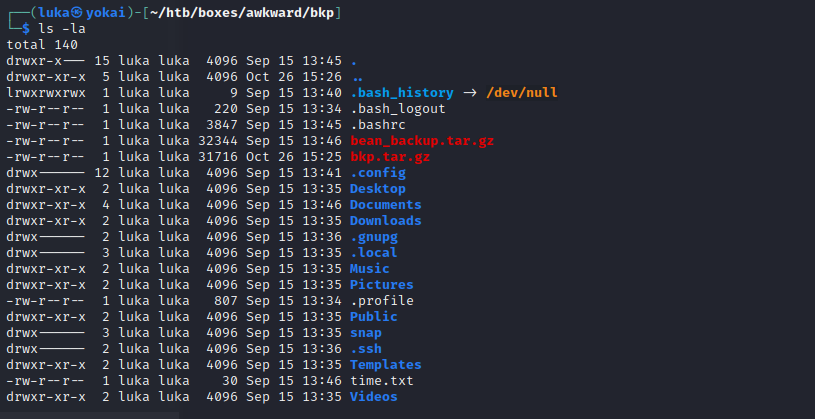 ┌──(luka㉿yokai)-[~/htb/boxes/awkward/bkp]
└─$ ls -la
total 140
drwxr-x--- 15 luka luka  4096 Sep 15 13:45 .
drwxr-xr-x  5 luka luka  4096 Oct 26 15:26 ..
lrwxrwxrwx  1 luka luka     9 Sep 15 13:40 .bash_history -> /dev/null
-rw-r--r--  1 luka luka   220 Sep 15 13:34 .bash_logout
-rw-r--r--  1 luka luka  3847 Sep 15 13:45 .bashrc
-rw-r--r--  1 luka luka 32344 Sep 15 13:46 bean_backup.tar.gz
-rw-r--r--  1 luka luka 31716 Oct 26 15:25 bkp.tar.gz
drwx------ 12 luka luka  4096 Sep 15 13:41 .config
drwxr-xr-x  2 luka luka  4096 Sep 15 13:35 Desktop
drwxr-xr-x  4 luka luka  4096 Sep 15 13:46 Documents
drwxr-xr-x  2 luka luka  4096 Sep 15 13:35 Downloads
drwx------  2 luka luka  4096 Sep 15 13:36 .gnupg
drwx------  3 luka luka  4096 Sep 15 13:35 .local
drwxr-xr-x  2 luka luka  4096 Sep 15 13:35 Music
drwxr-xr-x  2 luka luka  4096 Sep 15 13:35 Pictures
-rw-r--r--  1 luka luka   807 Sep 15 13:34 .profile
drwxr-xr-x  2 luka luka  4096 Sep 15 13:35 Public
drwx------  3 luka luka  4096 Sep 15 13:35 snap
drwx------  2 luka luka  4096 Sep 15 13:36 .ssh
drwxr-xr-x  2 luka luka  4096 Sep 15 13:35 Templates
-rw-r--r--  1 luka luka    30 Sep 15 13:46 time.txt
drwxr-xr-x  2 luka luka  4096 Sep 15 13:35 Videos